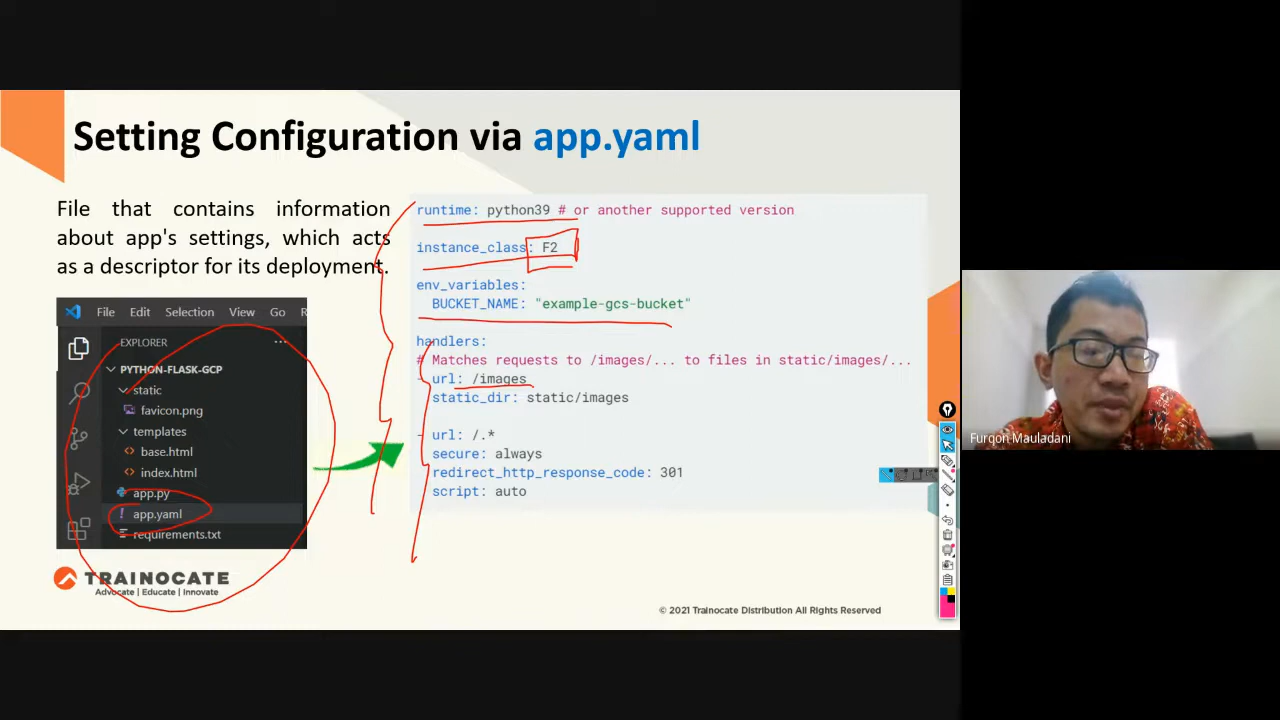 Setting Configuration via app.yaml
File that contains information
about app's settings, which acts
as a descriptor for its deployment.
File Edit Selection View Go R
EXPLORER ...
PYTHON-FLASK-GCP
static
favicon.png
templates
base.html
index.html
app.py
app.yaml
requirements.txt
runtime: python39 # or another supported version
instance_class: F2
env_variables:
BUCKET_NAME: "example-gcs-bucket"
handlers:
# Matches requests to /images/... to files in static/images/...
- url: /images
static_dir: static/images
- url: /.*
secure: always
redirect_http_response_code: 301
script: auto
TRAINOCATE
Advocate | Educate | Innovate
© 2021 Trainocate Distribution All Rights Reserved
Furqon Mauladani